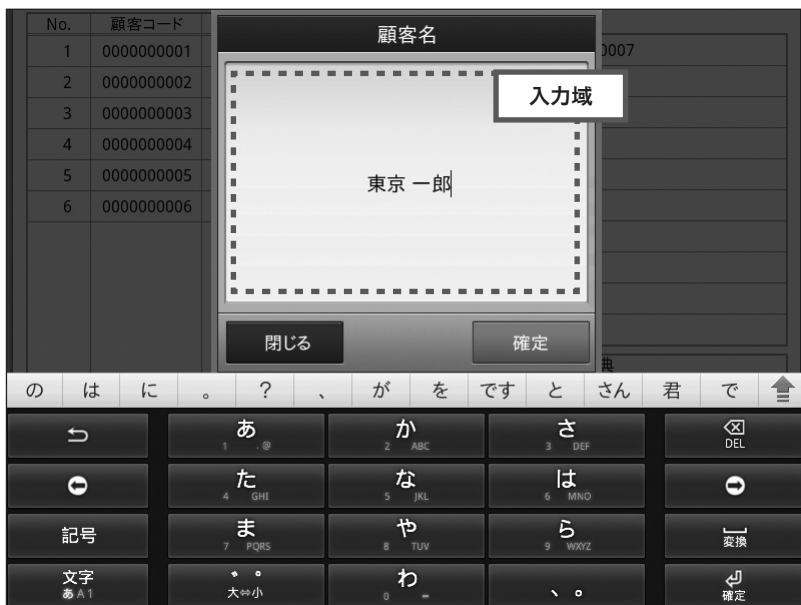 No. 顧客コード
1 0000000001
2 0000000002
3 0000000003
4 0000000004
5 0000000005
6 0000000006
顧客名
入力域
東京 一郎
閉じる 確定
0007
典
の は に 。 ? 、 が を です と さん 君 で
あ 1 .@
か 2 ABC
さ 3 DEF
DEL
た 4 GHI
な 5 JKL
は 6 MNO
記号
ま 7 PQRS
や 8 TUV
ら 9 WXYZ
変換
文字
あA1
゛゜
大⇔小
わ 0 ー
、。
確定